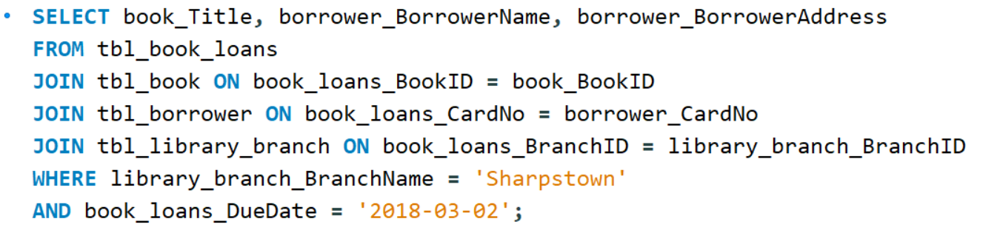 SELECT book_Title, borrower_BorrowerName, borrower_BorrowerAddress
FROM tbl_book_loans
JOIN tbl_book ON book_loans_BookID = book_BookID
JOIN tbl_borrower ON book_loans_CardNo = borrower_CardNo
JOIN tbl_library_branch ON book_loans_BranchID = library_branch_BranchID
WHERE library_branch_BranchName = 'Sharpstown'
AND book_loans_DueDate = '2018-03-02';